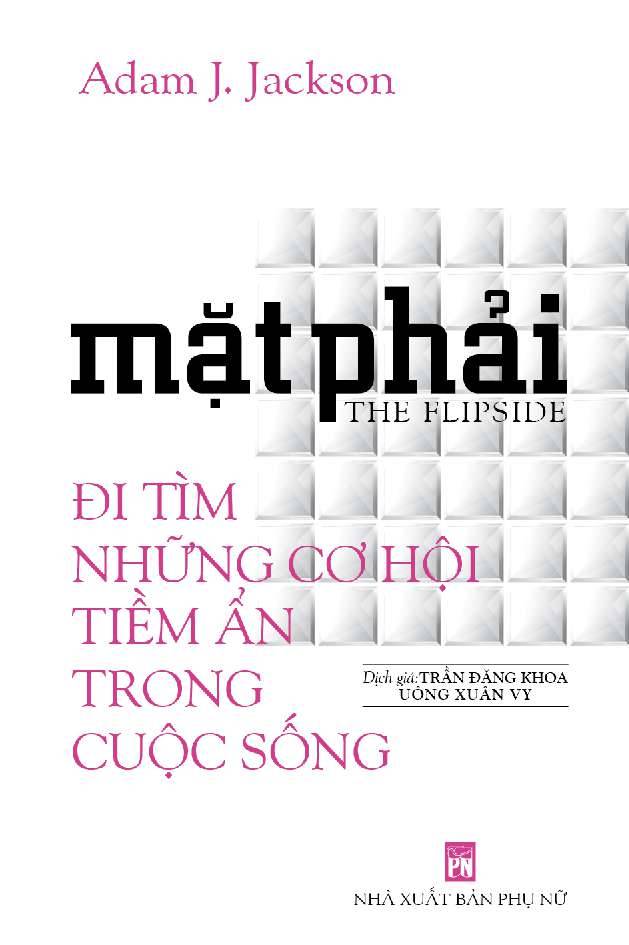 Adam J. Jackson
mặt phải
THE FLIPSIDE
ĐI TÌM
NHỮNG CƠ HỘI
TIỀM ẨN
TRONG
CUỘC SỐNG
Dịch giả: TRẦN ĐĂNG KHOA
UÔNG XUÂN VY
PN
NHÀ XUẤT BẢN PHỤ NỮ